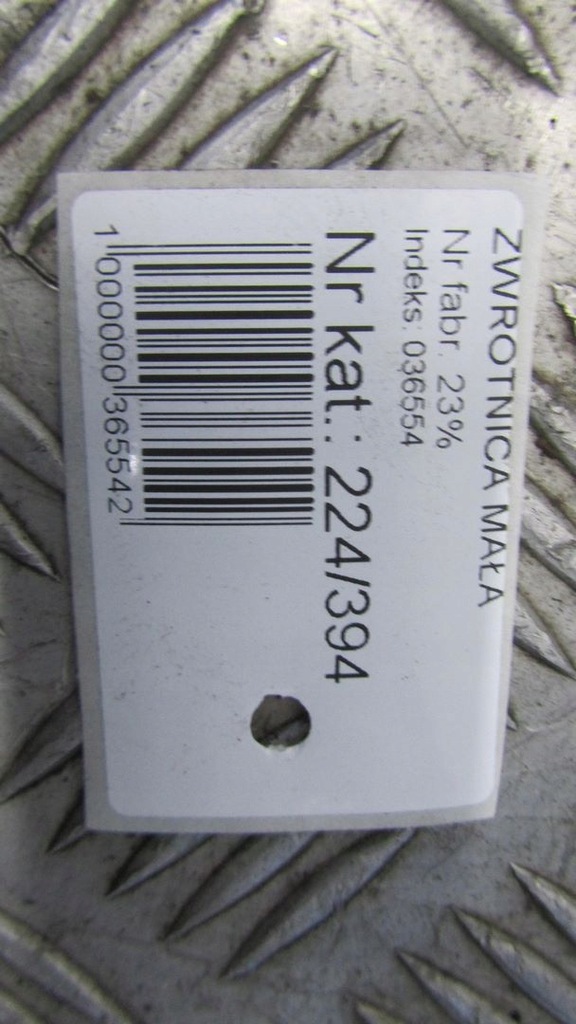 ZWROTNICA MAŁA
Nr fabr. 23%
Indeks: 036554
Nr kat.: 224/394
1000000365542